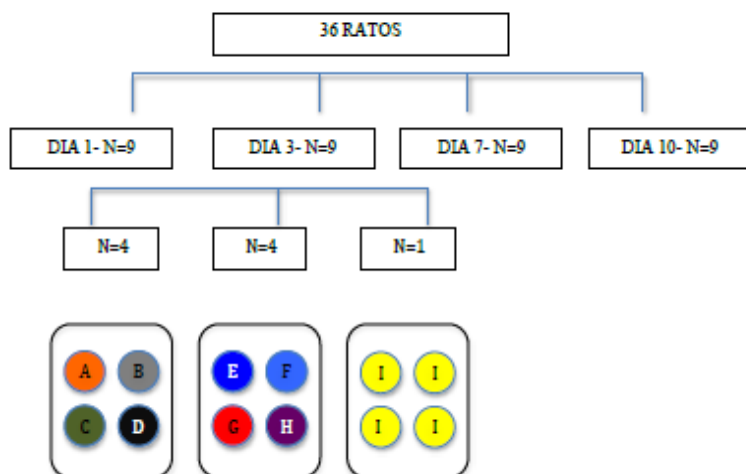 36 RATOS
DIA 1- N=9 DIA 3- N=9 DIA 7- N=9 DIA 10- N=9
N=4 N=4 N=1
A B E F I I
C D G H I I